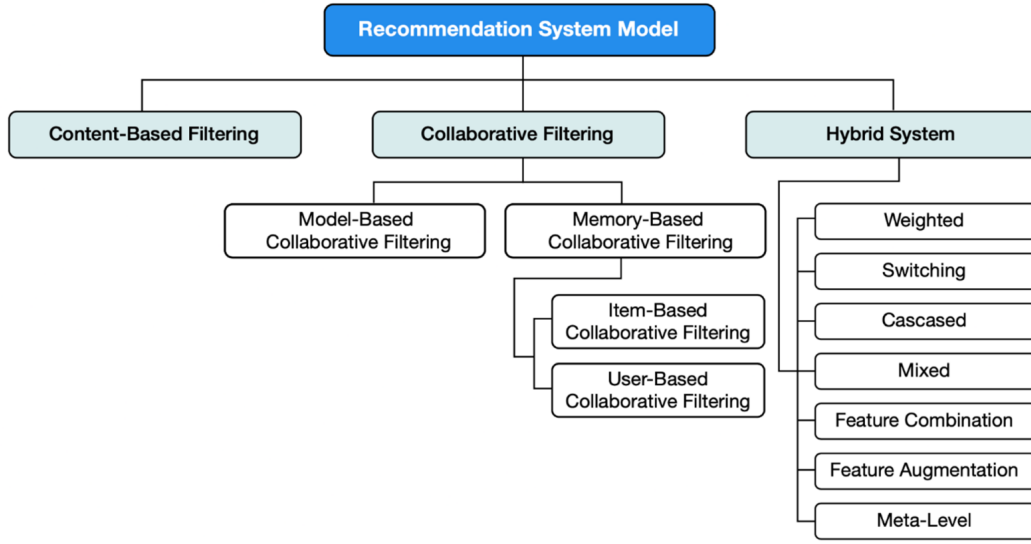 Recommendation System Model
Content-Based Filtering
Collaborative Filtering
Hybrid System
Model-Based
Collaborative Filtering
Memory-Based
Collaborative Filtering
Item-Based
Collaborative Filtering
User-Based
Collaborative Filtering
Weighted
Switching
Cascased
Mixed
Feature Combination
Feature Augmentation
Meta-Level